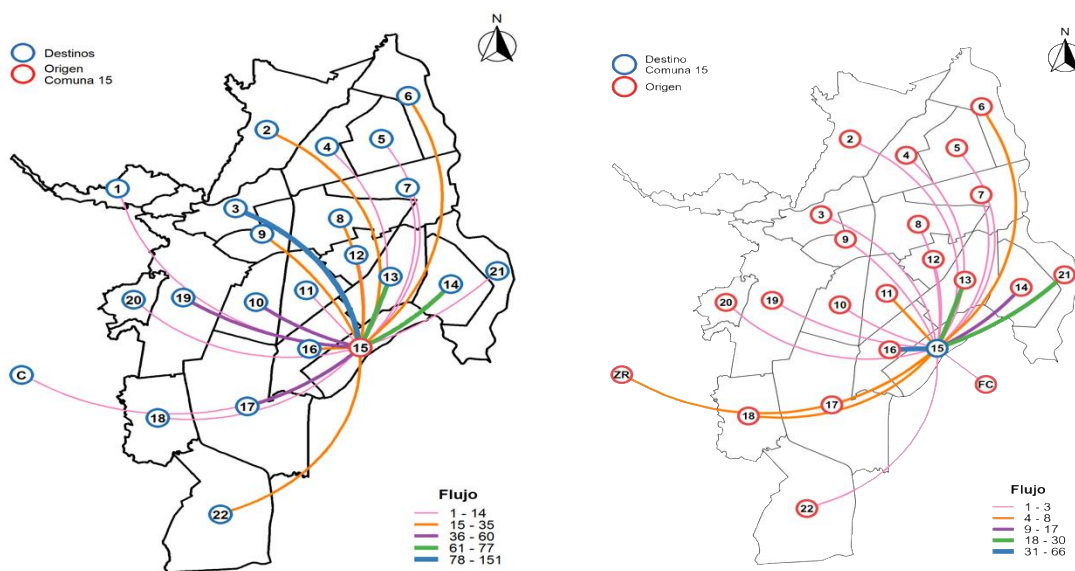 N
Destinos
Origen
Comuna 15
6
2
5
4
1
7
3
8
9
12
13
21
14
11
20
19
10
15
16
C
17
18
22
Flujo
1 - 14
15 - 35
36 - 60
61 - 77
78 - 151
N
Destino
Comuna 15
Origen
6
2
5
4
7
3
8
9
12
21
13
14
11
20
19
10
15
16
ZR
FC
17
18
22
Flujo
1 - 3
4 - 8
9 - 17
18 - 30
31 - 66